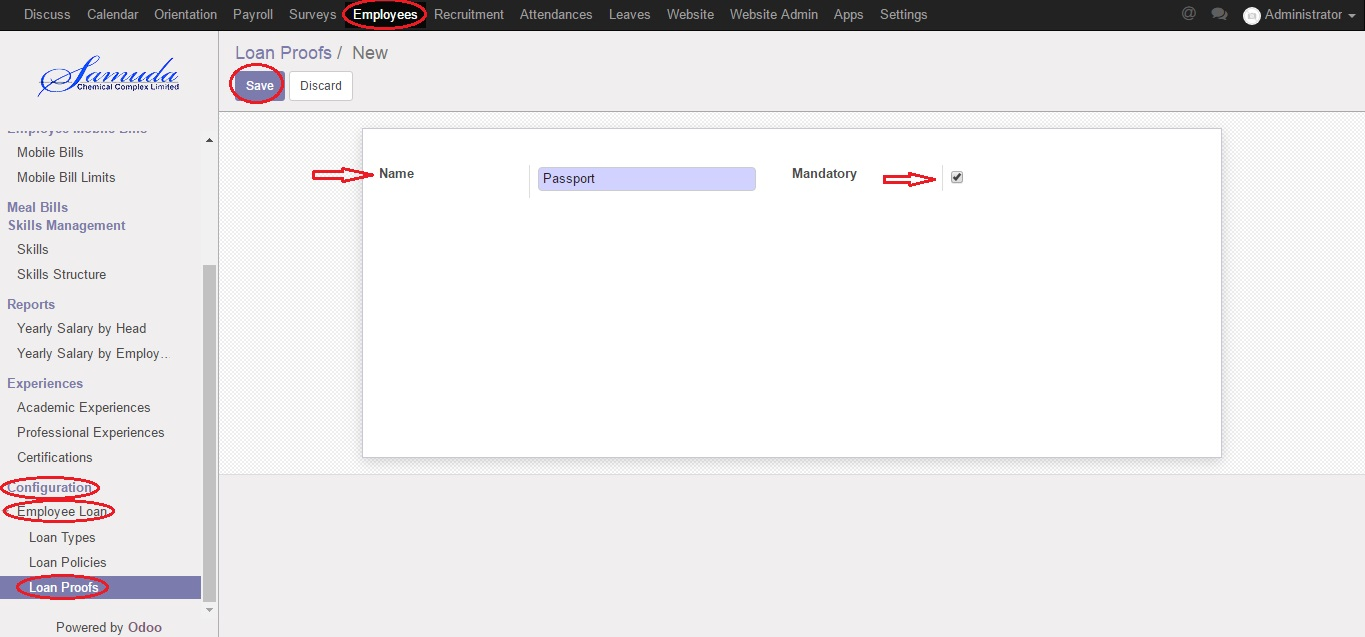 Discuss Calendar Orientation Payroll Surveys Employees Recruitment Attendances Leaves Website Website Admin Apps Settings @ Administrator
Samuda
Chemical Complex Limited
Loan Proofs / New
Save Discard
Employee Mobile Bills
Mobile Bills
Mobile Bill Limits
Meal Bills
Skills Management
Skills
Skills Structure
Reports
Yearly Salary by Head
Yearly Salary by Employ...
Experiences
Academic Experiences
Professional Experiences
Certifications
Configuration
Employee Loan
Loan Types
Loan Policies
Loan Proofs
Powered by Odoo
Name Passport Mandatory